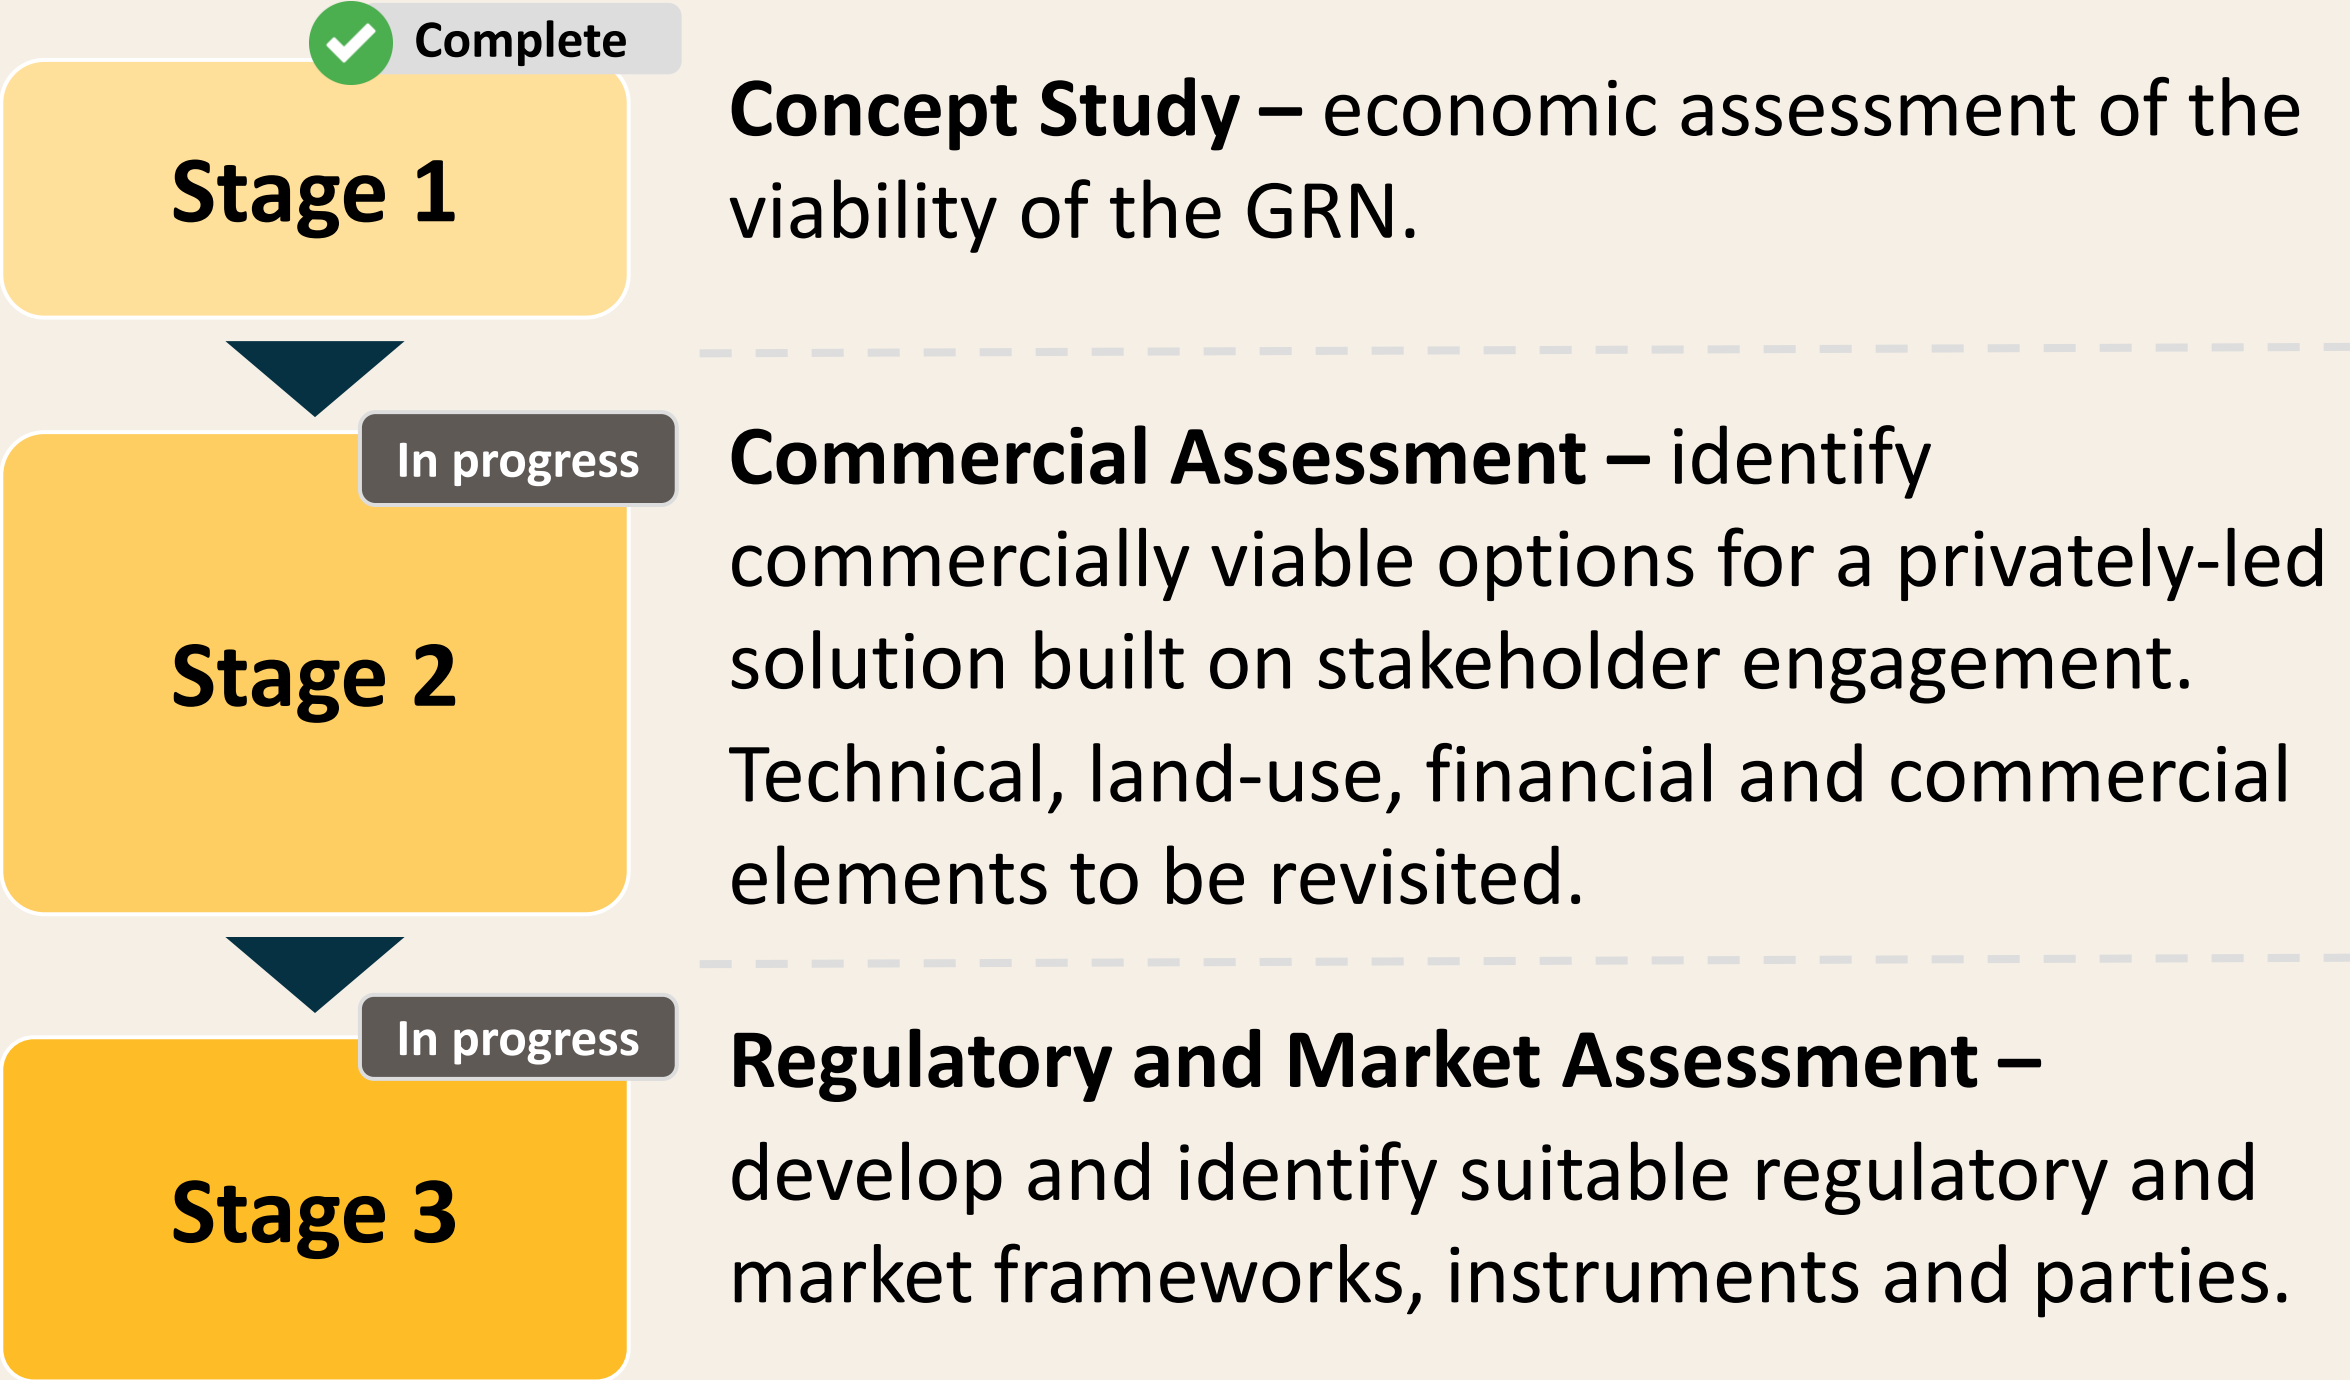 Complete
Stage 1
Concept Study – economic assessment of the
viability of the GRN.
In progress
Stage 2
Commercial Assessment – identify
commercially viable options for a privately-led
solution built on stakeholder engagement.
Technical, land-use, financial and commercial
elements to be revisited.
In progress
Stage 3
Regulatory and Market Assessment –
develop and identify suitable regulatory and
market frameworks, instruments and parties.